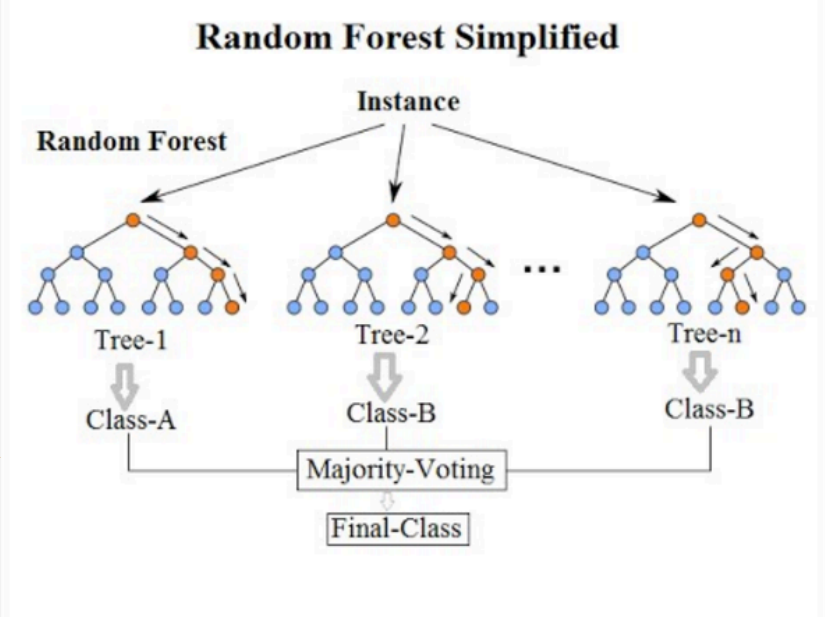 Random Forest Simplified
Instance
Random Forest
...
Tree-1
Tree-2
Tree-n
Class-A
Class-B
Class-B
Majority-Voting
Final-Class